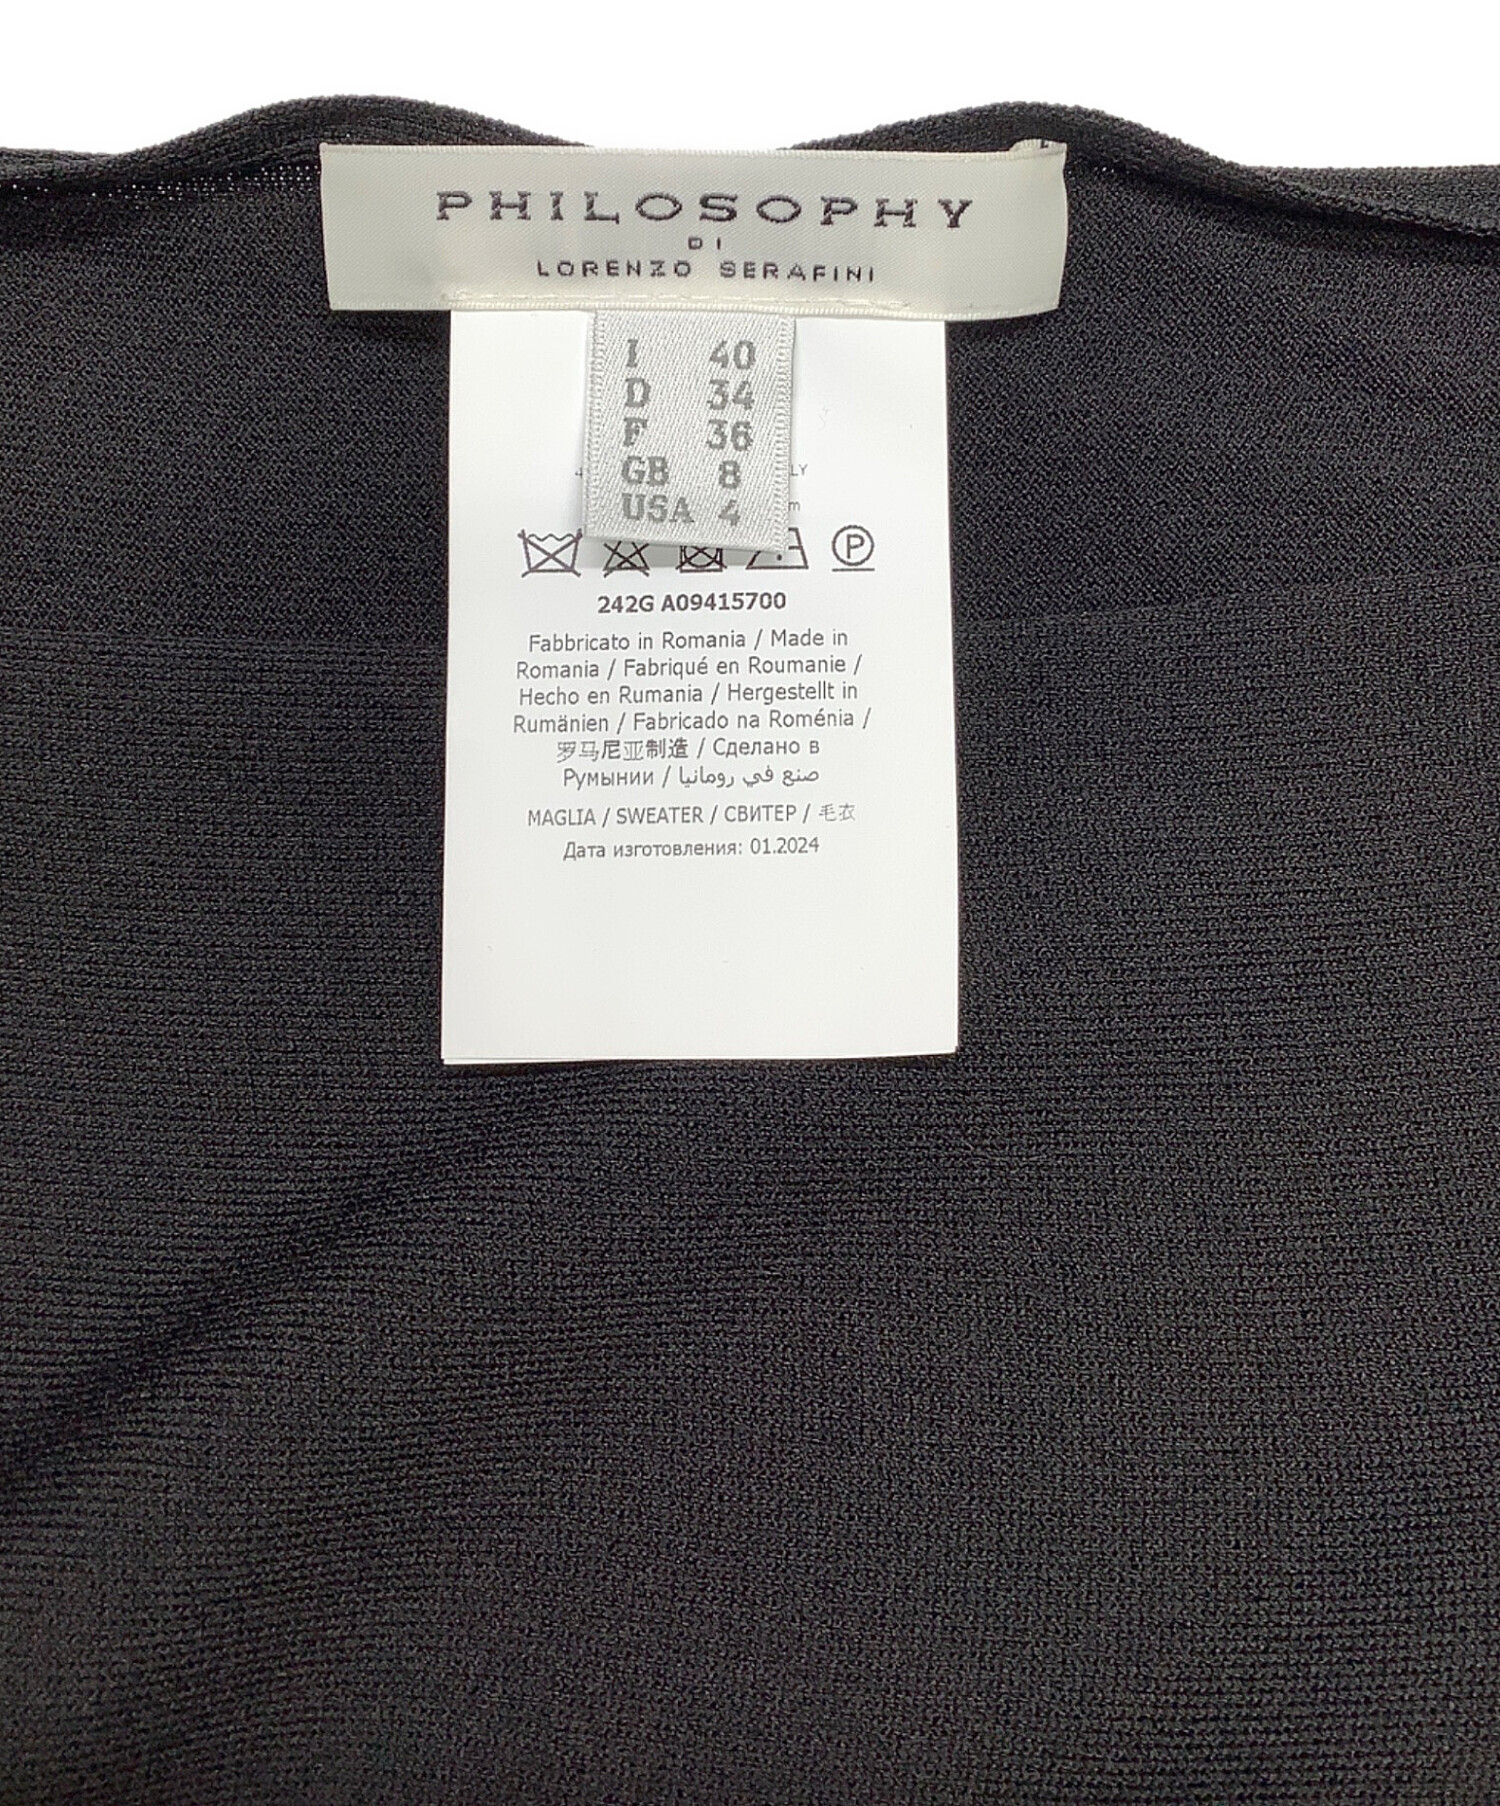 PHILOSOPHY
DI
LORENZO SERAFINI
I 40
D 34
F 36
GB 8
USA 4
P
242G A09415700
Fabbricato in Romania / Made in
Romania / Fabriqué en Roumanie /
Hecho en Rumania / Hergestellt in
Rumänien / Fabricado na Roménia /
罗马尼亚制造 / Сделано в
Румынии / صنع في رومانيا
MAGLIA / SWEATER / СВИТЕР / 毛衣
Дата изготовления: 01.2024